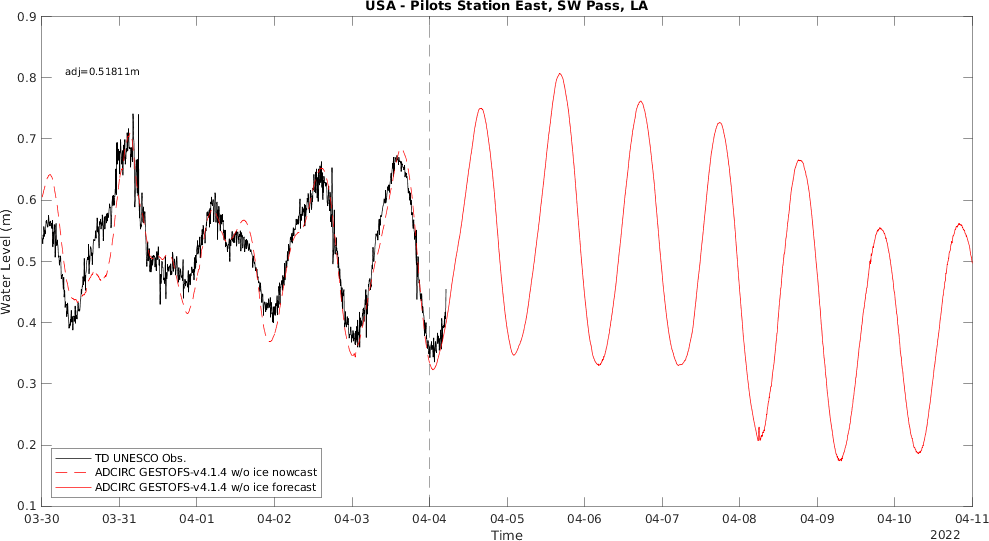 USA - Pilots Station East, SW Pass, LA
0.9
0.8
0.7
0.6
0.5
0.4
0.3
0.2
0.1
Water Level (m)
adj=0.51811m
TD UNESCO Obs.
ADCIRC GESTOFS-v4.1.4 w/o ice nowcast
ADCIRC GESTOFS-v4.1.4 w/o ice forecast
03-30 03-31 04-01 04-02 04-03 04-04 04-05 04-06 04-07 04-08 04-09 04-10 04-11
Time
2022